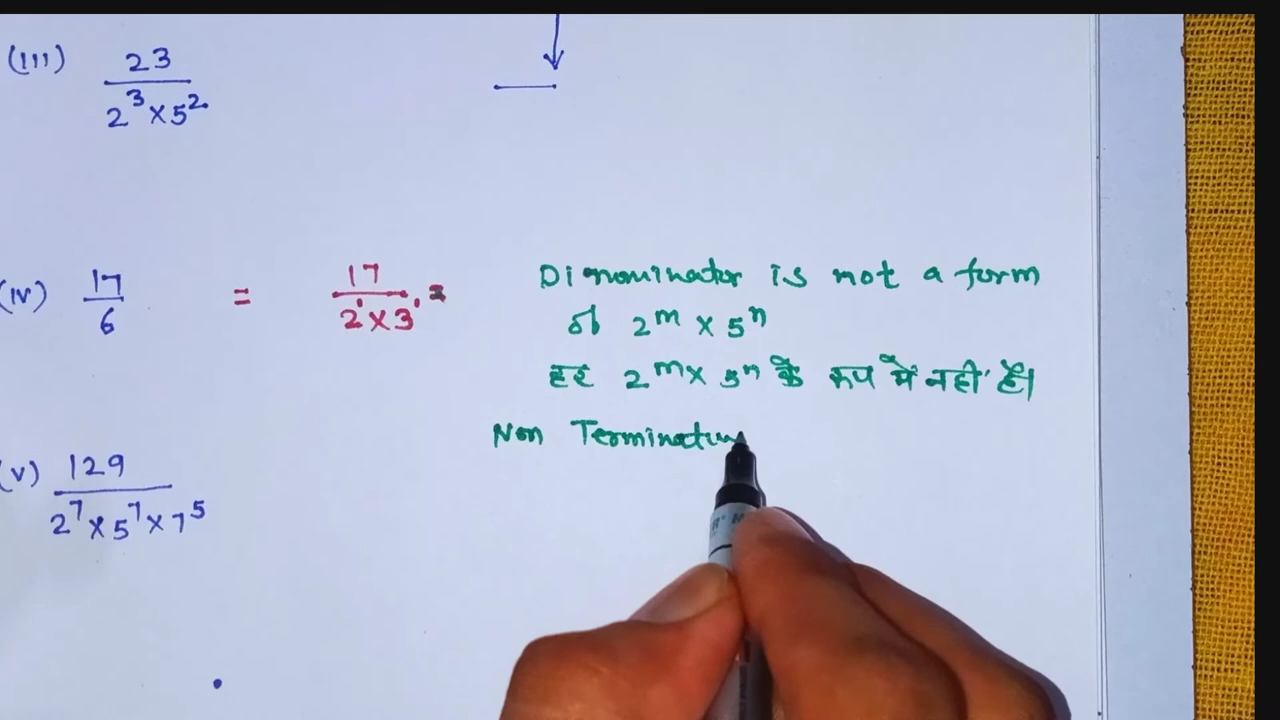 (III) 23
2³×5².
(IV) 17
6
=
17
2¹×3¹ =
Dinominator is not a form
of 2ᵐ × 5ⁿ
हर 2ᵐ× 5ⁿ के रूप में नहीं है।
Non Terminatin
(V) 129
2⁷×5⁷×7⁵